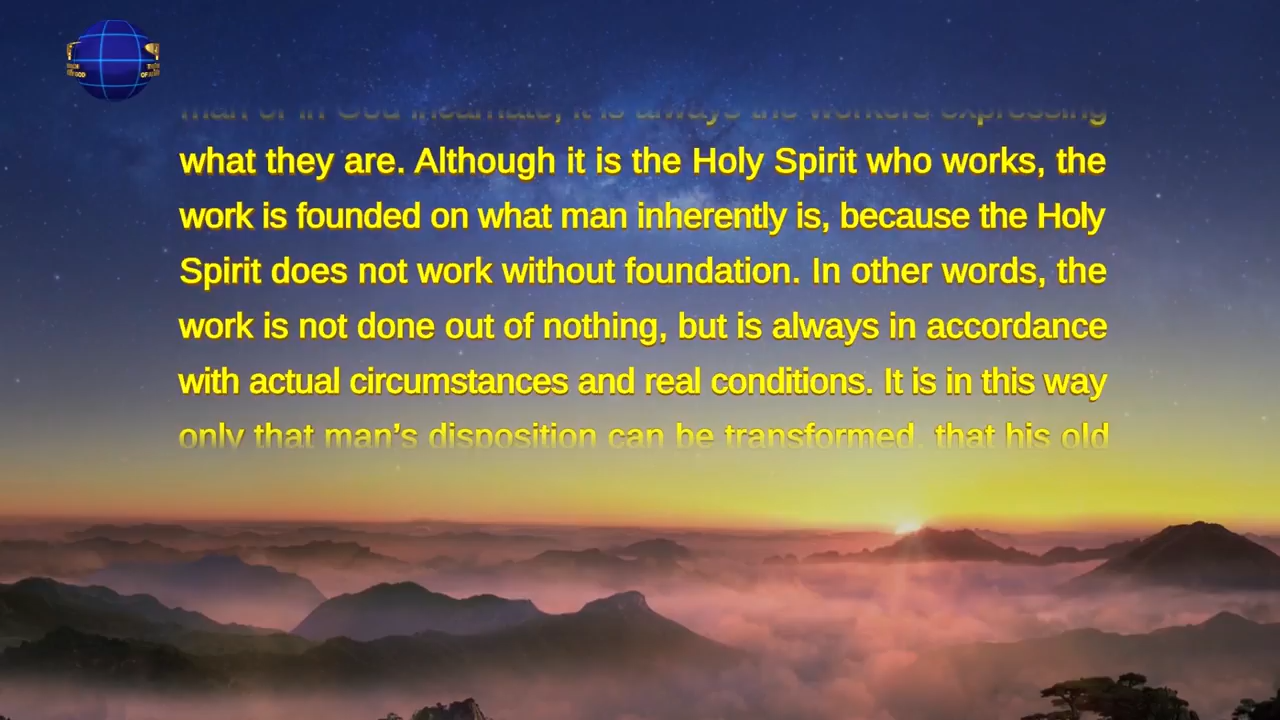 man or in God incarnate, it is always the workers expressing
what they are. Although it is the Holy Spirit who works, the
work is founded on what man inherently is, because the Holy
Spirit does not work without foundation. In other words, the
work is not done out of nothing, but is always in accordance
with actual circumstances and real conditions. It is in this way
only that man’s disposition can be transformed, that his old